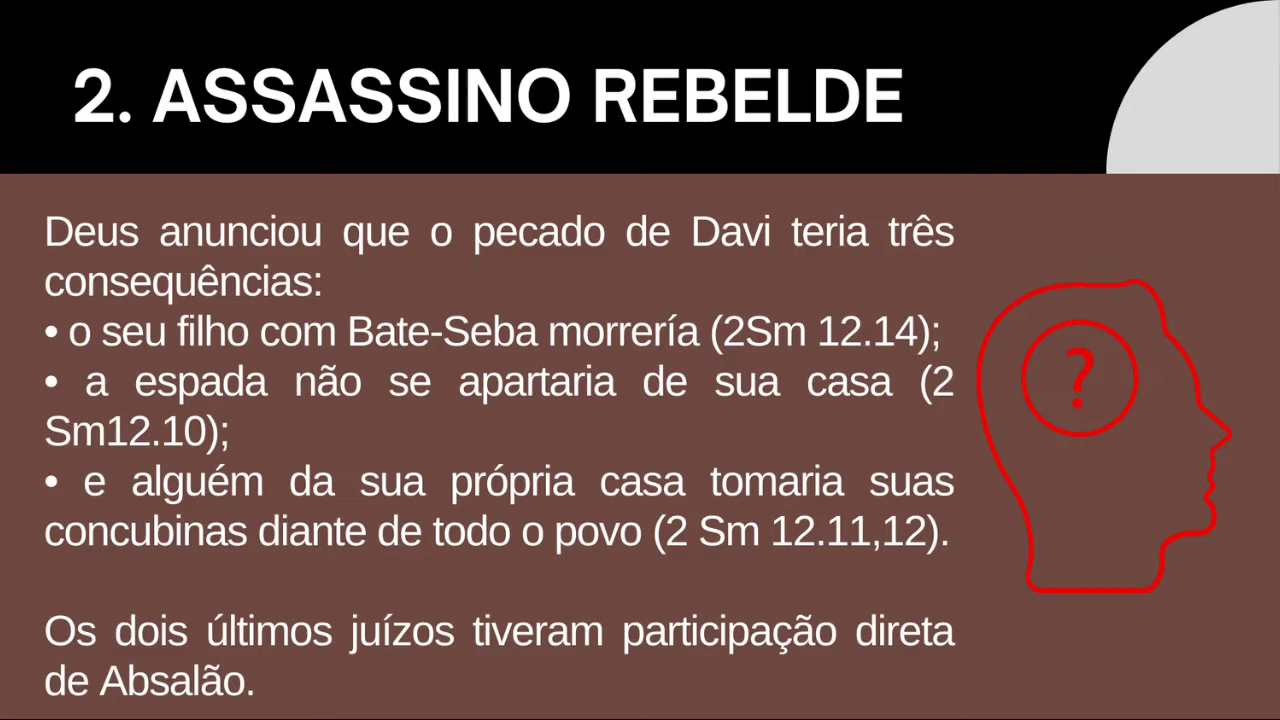 2. ASSASSINO REBELDE
Deus anunciou que o pecado de Davi teria três
consequências:
• o seu filho com Bate-Seba morrería (2Sm 12.14);
• a espada não se apartaria de sua casa (2
Sm12.10);
• e alguém da sua própria casa tomaria suas
concubinas diante de todo o povo (2 Sm 12.11,12).
Os dois últimos juízos tiveram participação direta
de Absalão.
?